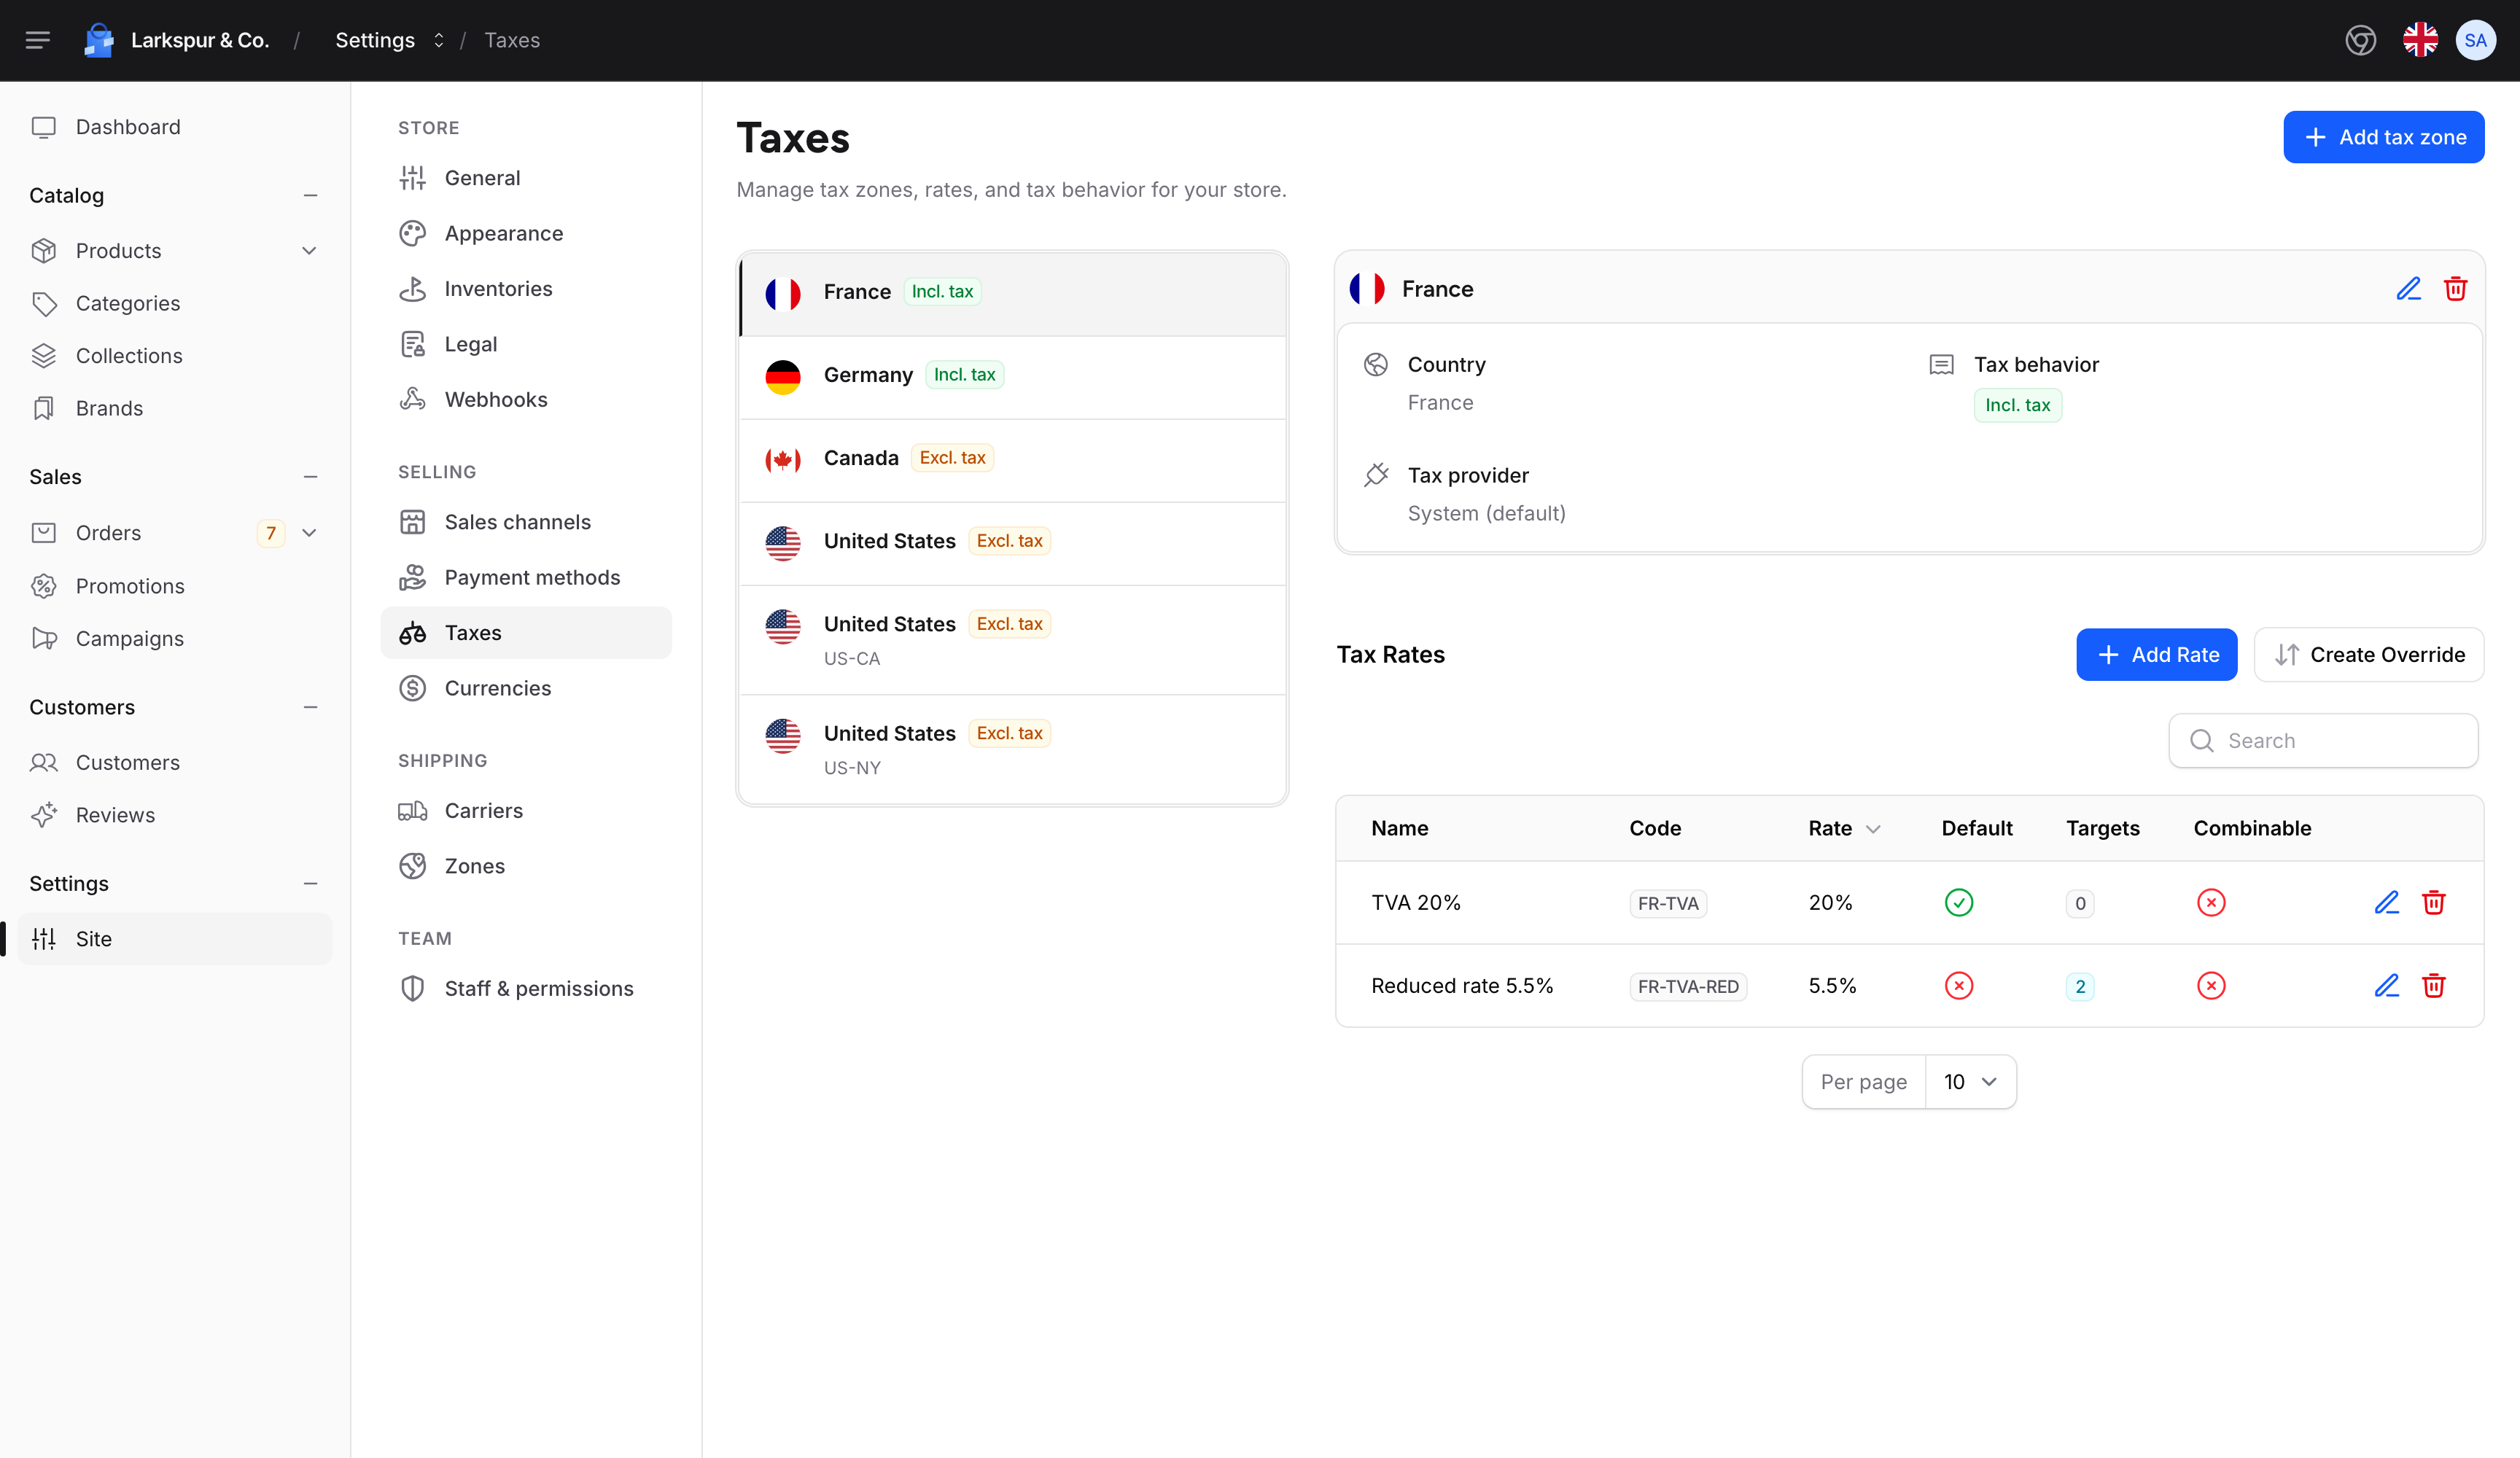 Larkspur & Co. / Settings / Taxes
SA
Dashboard
Catalog
Products
Categories
Collections
Brands
Sales
Orders 7
Promotions
Campaigns
Customers
Customers
Reviews
Settings
Site
STORE
General
Appearance
Inventories
Legal
Webhooks
SELLING
Sales channels
Payment methods
Taxes
Currencies
SHIPPING
Carriers
Zones
TEAM
Staff & permissions
Taxes
Manage tax zones, rates, and tax behavior for your store.
Add tax zone
France Incl. tax
Germany Incl. tax
Canada Excl. tax
United States Excl. tax
United States Excl. tax
US-CA
United States Excl. tax
US-NY
France
Country
France
Tax behavior
Incl. tax
Tax provider
System (default)
Tax Rates
Add Rate
Create Override
Search
Name Code Rate Default Targets Combinable
TVA 20% FR-TVA 20% 0
Reduced rate 5.5% FR-TVA-RED 5.5% 2
Per page 10